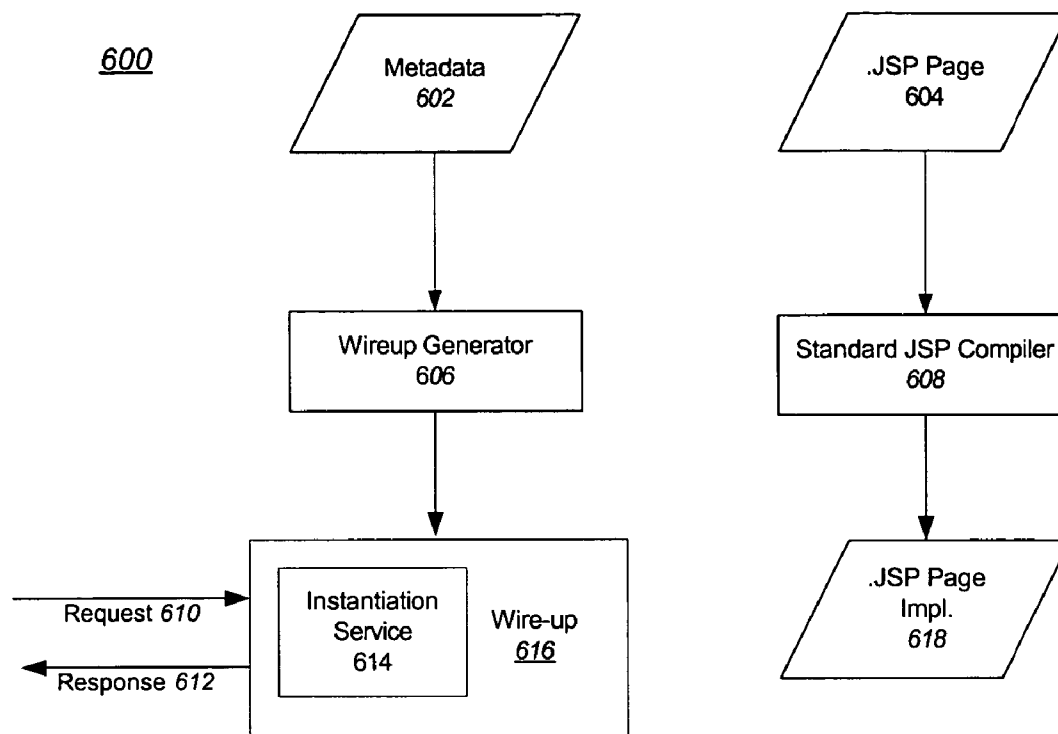 600
Metadata
602
.JSP Page
604
Wireup Generator
606
Standard JSP Compiler
608
Request 610
Response 612
Instantiation
Service
614
Wire-up
616
.JSP Page
Impl.
618